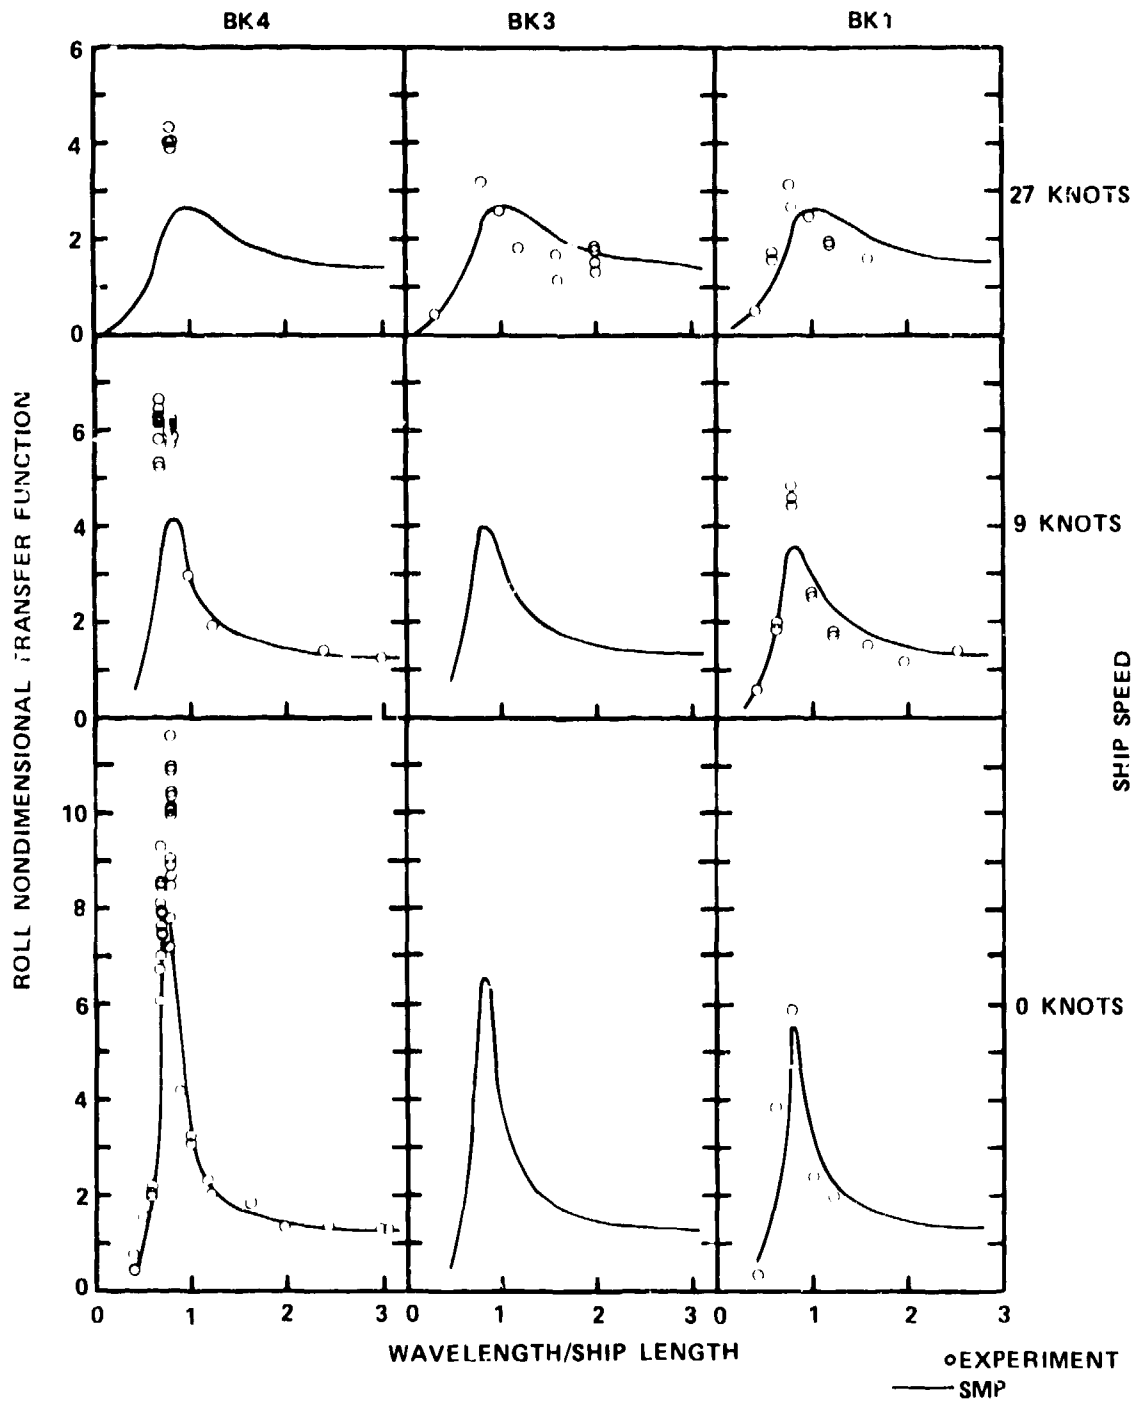 BK4 BK3 BK1
6
4
2
0
27 KNOTS
6
4
2
0
9 KNOTS
10
8
6
4
2
0
0 KNOTS
0 1 2 3 0 1 2 3 0 1 2 3
ROLL NONDIMENSIONAL TRANSFER FUNCTION
SHIP SPEED
WAVELENGTH/SHIP LENGTH
EXPERIMENT
SMP